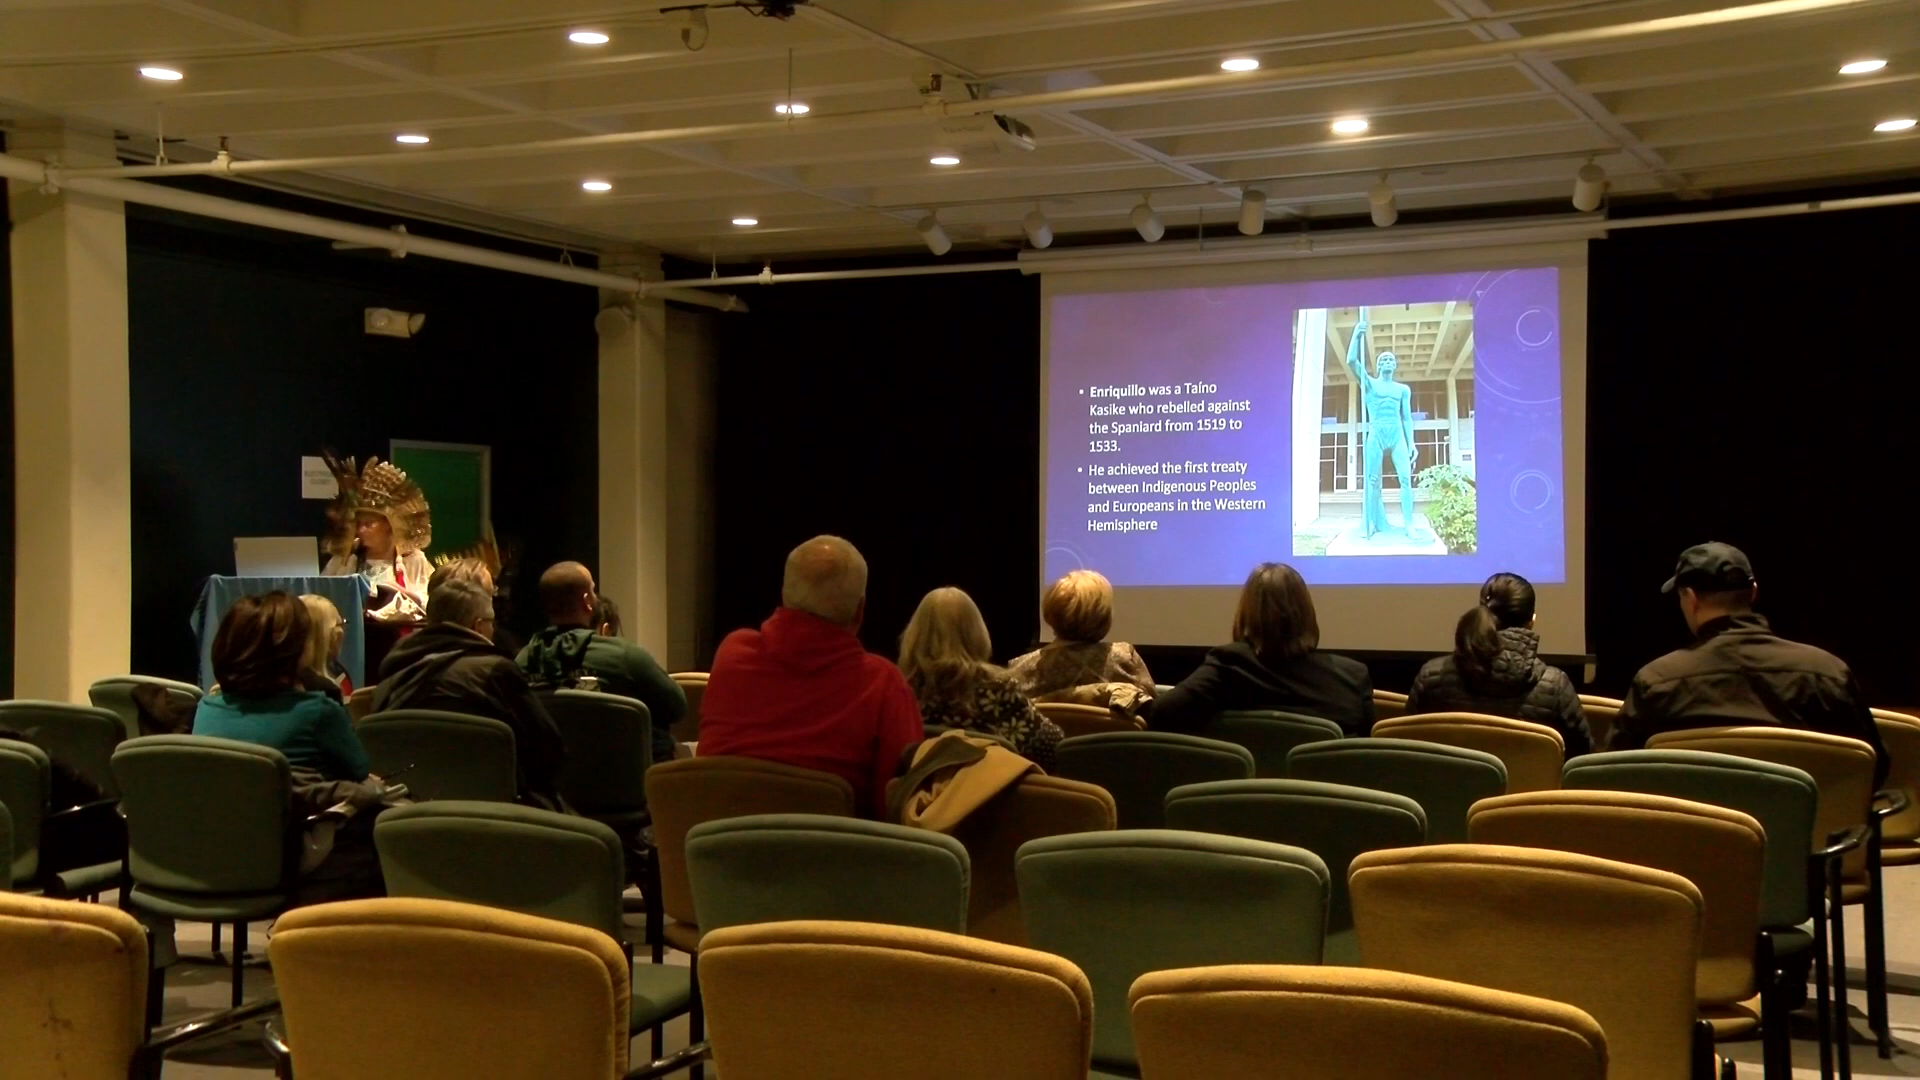 • Enriquillo was a Taíno
Kasike who rebelled against
the Spaniard from 1519 to
1533.
• He achieved the first treaty
between Indigenous Peoples
and Europeans in the Western
Hemisphere